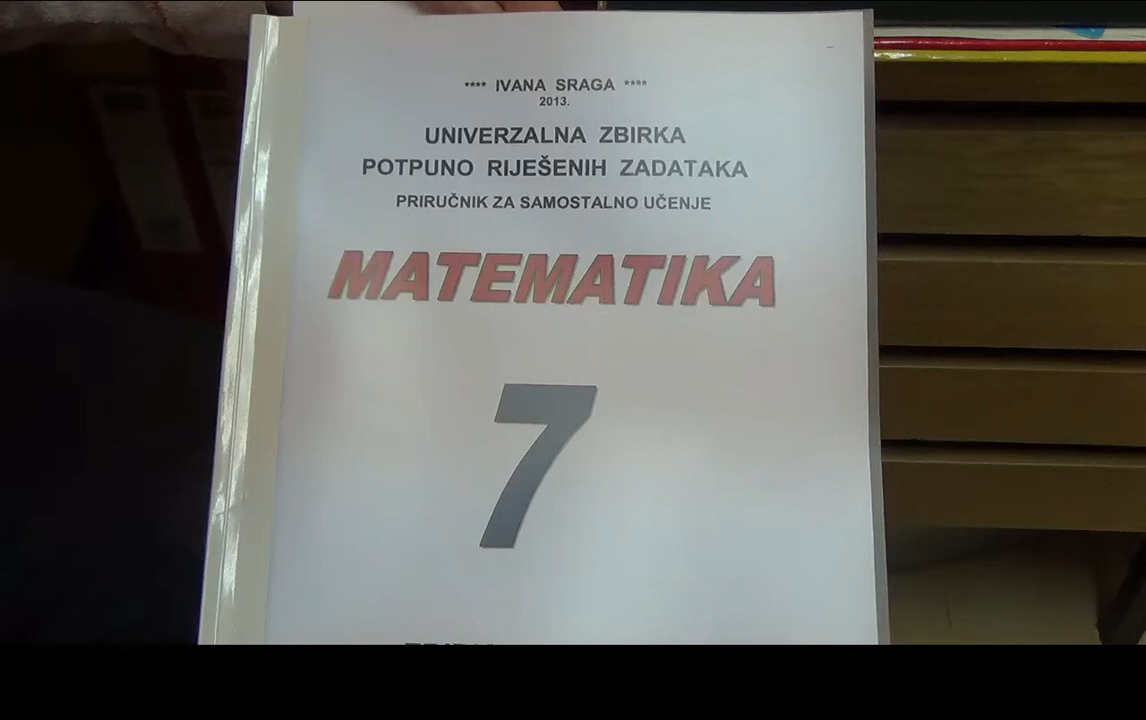 **** IVANA SRAGA ****
2013.
UNIVERZALNA ZBIRKA
POTPUNO RIJEŠENIH ZADATAKA
PRIRUČNIK ZA SAMOSTALNO UČENJE
MATEMATIKA
7